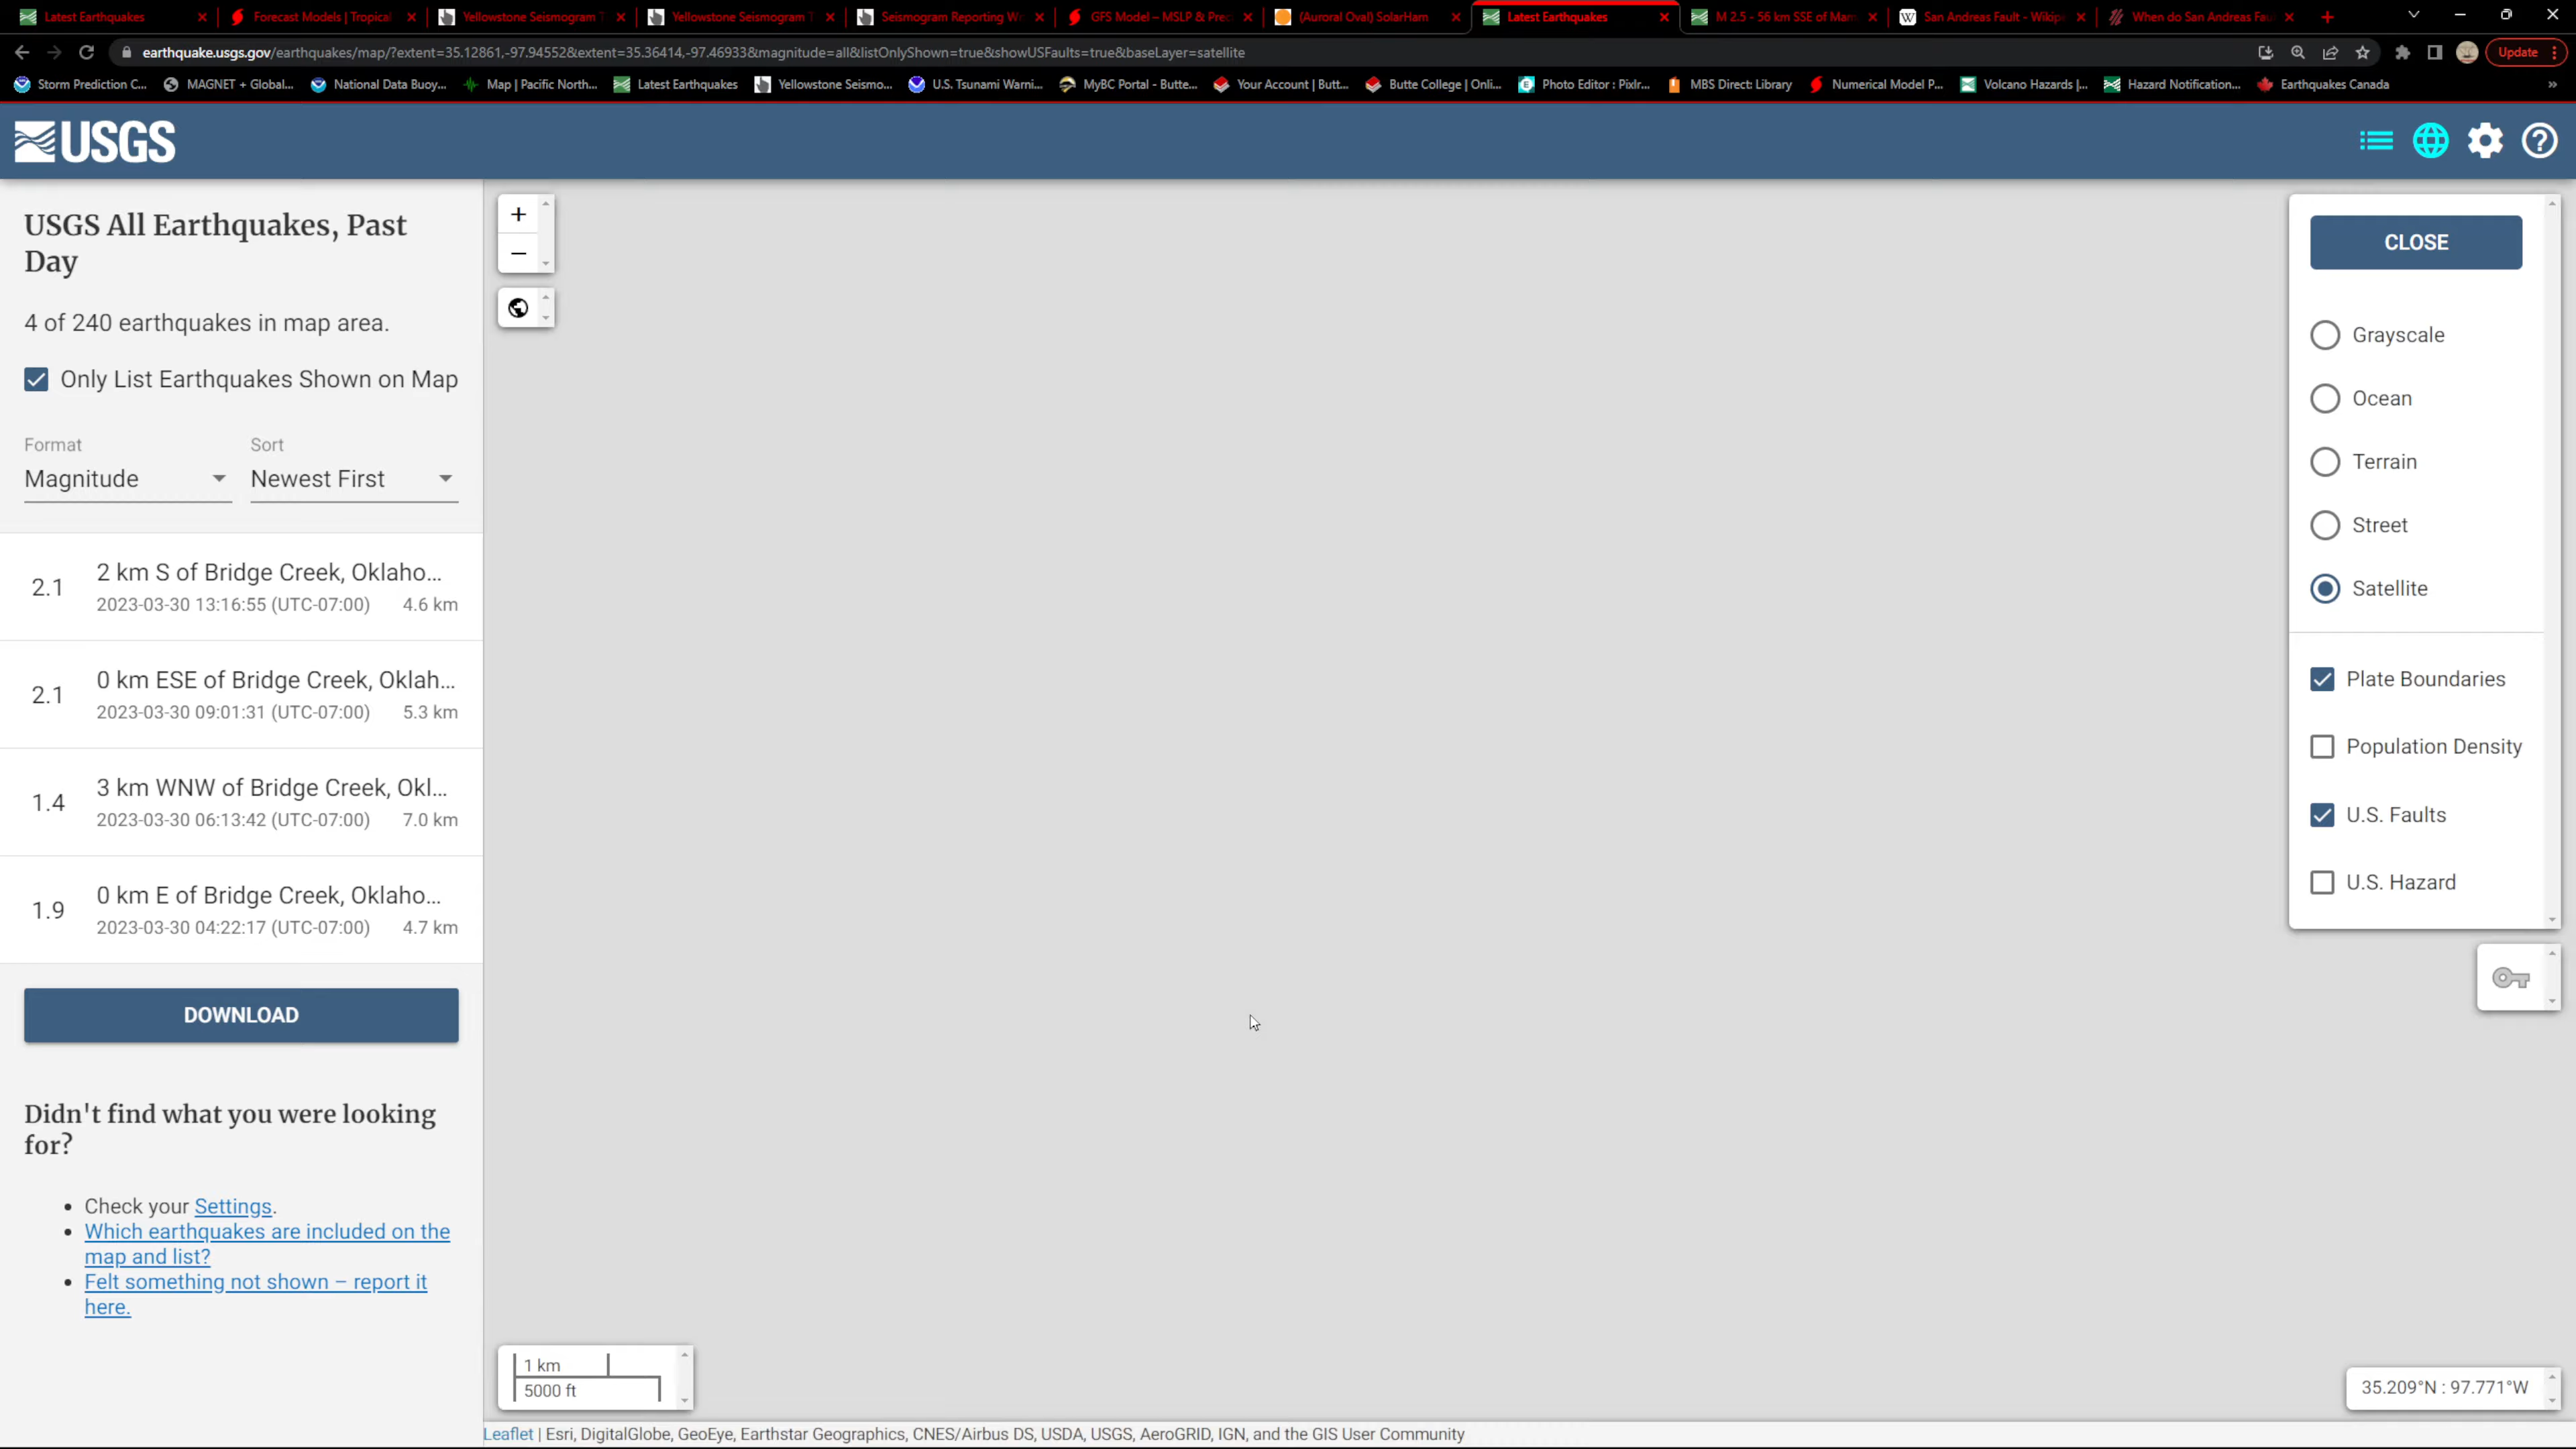 Latest Earthquakes
Forecast Models | Tropical
Yellowstone Seismogram T
Yellowstone Seismogram T
Seismogram Reporting W
GFS Model – MSLP & Prec
(Auroral Oval) SolarHam
Latest Earthquakes
M 2.5 - 56 km SSE of Mam
San Andreas Fault - Wikip
When do San Andreas Fau
earthquake.usgs.gov/earthquakes/map/?extent=35.12861,-97.94552&extent=35.36414,-97.46933&magnitude=all&listOnlyShown=true&showUSFaults=true&baseLayer=satellite
Update
Storm Prediction C...
MAGNET + Global...
National Data Buoy...
Map | Pacific North...
Latest Earthquakes
Yellowstone Seismo...
U.S. Tsunami Warni...
MyBC Portal - Butte...
Your Account | Butt...
Butte College | Onli...
Photo Editor : Pixlr...
MBS Direct: Library
Numerical Model P...
Volcano Hazards |...
Hazard Notification...
Earthquakes Canada
»
USGS
USGS All Earthquakes, Past
Day
4 of 240 earthquakes in map area.
Only List Earthquakes Shown on Map
Format
Sort
Magnitude
Newest First
2.1
2 km S of Bridge Creek, Oklaho...
2023-03-30 13:16:55 (UTC-07:00) 4.6 km
2.1
0 km ESE of Bridge Creek, Oklah...
2023-03-30 09:01:31 (UTC-07:00) 5.3 km
1.4
3 km WNW of Bridge Creek, Okl...
2023-03-30 06:13:42 (UTC-07:00) 7.0 km
1.9
0 km E of Bridge Creek, Oklaho...
2023-03-30 04:22:17 (UTC-07:00) 4.7 km
DOWNLOAD
Didn't find what you were looking
for?
Check your Settings.
Which earthquakes are included on the
map and list?
Felt something not shown – report it
here.
+
−
CLOSE
Grayscale
Ocean
Terrain
Street
Satellite
Plate Boundaries
Population Density
U.S. Faults
U.S. Hazard
1 km
5000 ft
35.209°N : 97.771°W
Leaflet | Esri, DigitalGlobe, GeoEye, Earthstar Geographics, CNES/Airbus DS, USDA, USGS, AeroGRID, IGN, and the GIS User Community